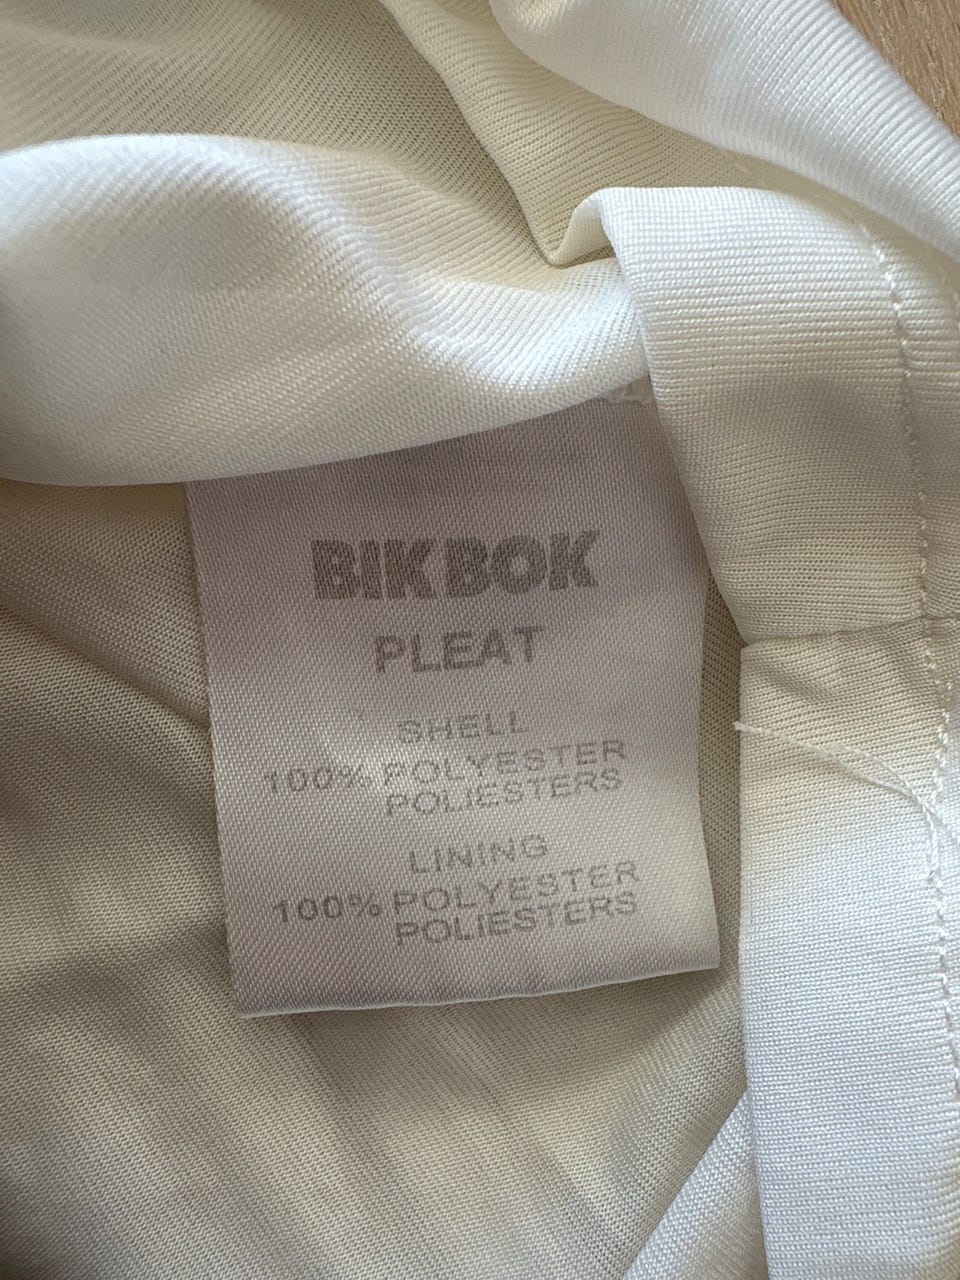 BIK BOK
PLEAT
SHELL
100% POLYESTER
POLIESTERS
LINING
100% POLYESTER
POLIESTERS